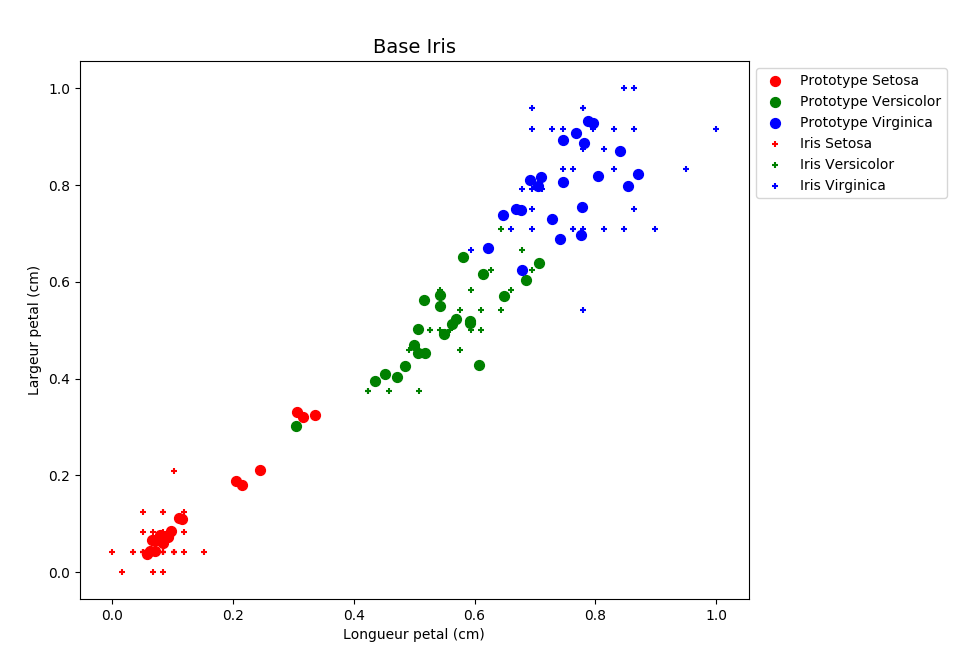 Base Iris
Prototype Setosa
Prototype Versicolor
Prototype Virginica
Iris Setosa
Iris Versicolor
Iris Virginica
Largeur petal (cm)
1.0
0.8
0.6
0.4
0.2
0.0
0.0 0.2 0.4 0.6 0.8 1.0
Longueur petal (cm)